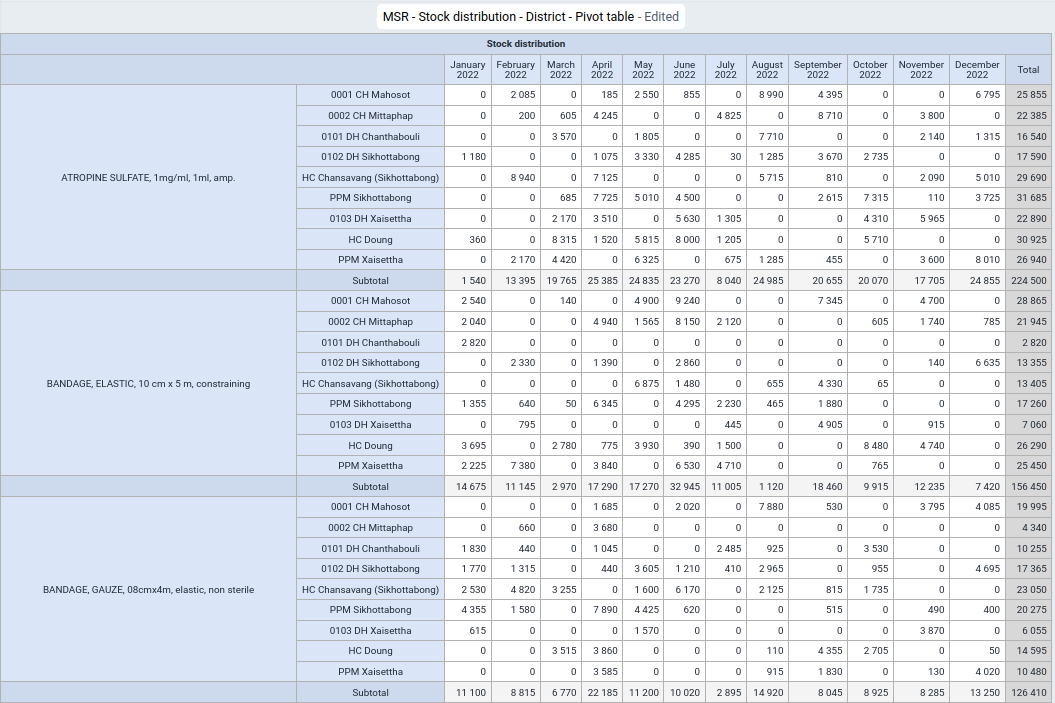 MSR - Stock distribution - District - Pivot table - Edited
Stock distribution
January 2022 February 2022 March 2022 April 2022 May 2022 June 2022 July 2022 August 2022 September 2022 October 2022 November 2022 December 2022 Total
ATROPINE SULFATE, 1mg/ml, 1ml, amp.
0001 CH Mahosot 0 2 085 0 185 2 550 855 0 8 990 4 395 0 0 6 795 25 855
0002 CH Mittaphap 0 200 605 4 245 0 0 4 825 0 8 710 0 3 800 0 22 385
0101 DH Chanthabouli 0 0 3 570 0 1 805 0 0 7 710 0 0 2 140 1 315 16 540
0102 DH Sikhottabong 1 180 0 0 1 075 3 330 4 285 30 1 285 3 670 2 735 0 0 17 590
HC Chansavang (Sikhottabong) 0 8 940 0 7 125 0 0 0 5 715 810 0 2 090 5 010 29 690
PPM Sikhottabong 0 0 685 7 725 5 010 4 500 0 0 2 615 7 315 110 3 725 31 685
0103 DH Xaisettha 0 0 2 170 3 510 0 5 630 1 305 0 0 4 310 5 965 0 22 890
HC Doung 360 0 8 315 1 520 5 815 8 000 1 205 0 0 5 710 0 0 30 925
PPM Xaisettha 0 2 170 4 420 0 6 325 0 675 1 285 455 0 3 600 8 010 26 940
Subtotal 1 540 13 395 19 765 25 385 24 835 23 270 8 040 24 985 20 655 20 070 17 705 24 855 224 500
BANDAGE, ELASTIC, 10 cm x 5 m, constraining
0001 CH Mahosot 2 540 0 140 0 4 900 9 240 0 0 7 345 0 4 700 0 28 865
0002 CH Mittaphap 2 040 0 0 4 940 1 565 8 150 2 120 0 0 605 1 740 785 21 945
0101 DH Chanthabouli 2 820 0 0 0 0 0 0 0 0 0 0 0 2 820
0102 DH Sikhottabong 0 2 330 0 1 390 0 2 860 0 0 0 0 140 6 635 13 355
HC Chansavang (Sikhottabong) 0 0 0 0 6 875 1 480 0 655 4 330 65 0 0 13 405
PPM Sikhottabong 1 355 640 50 6 345 0 4 295 2 230 465 1 880 0 0 0 17 260
0103 DH Xaisettha 0 795 0 0 0 0 445 0 4 905 0 915 0 7 060
HC Doung 3 695 0 2 780 775 3 930 390 1 500 0 0 8 480 4 740 0 26 290
PPM Xaisettha 2 225 7 380 0 3 840 0 6 530 4 710 0 0 765 0 0 25 450
Subtotal 14 675 11 145 2 970 17 290 17 270 32 945 11 005 1 120 18 460 9 915 12 235 7 420 156 450
BANDAGE, GAUZE, 08cmx4m, elastic, non sterile
0001 CH Mahosot 0 0 0 1 685 0 2 020 0 7 880 530 0 3 795 4 085 19 995
0002 CH Mittaphap 0 660 0 3 680 0 0 0 0 0 0 0 0 4 340
0101 DH Chanthabouli 1 830 440 0 1 045 0 0 2 485 925 0 3 530 0 0 10 255
0102 DH Sikhottabong 1 770 1 315 0 440 3 605 1 210 410 2 965 0 955 0 4 695 17 365
HC Chansavang (Sikhottabong) 2 530 4 820 3 255 0 1 600 6 170 0 2 125 815 1 735 0 0 23 050
PPM Sikhottabong 4 355 1 580 0 7 890 4 425 620 0 0 515 0 490 400 20 275
0103 DH Xaisettha 615 0 0 0 1 570 0 0 0 0 0 3 870 0 6 055
HC Doung 0 0 3 515 3 860 0 0 0 110 4 355 2 705 0 50 14 595
PPM Xaisettha 0 0 0 3 585 0 0 0 915 1 830 0 130 4 020 10 480
Subtotal 11 100 8 815 6 770 22 185 11 200 10 020 2 895 14 920 8 045 8 925 8 285 13 250 126 410